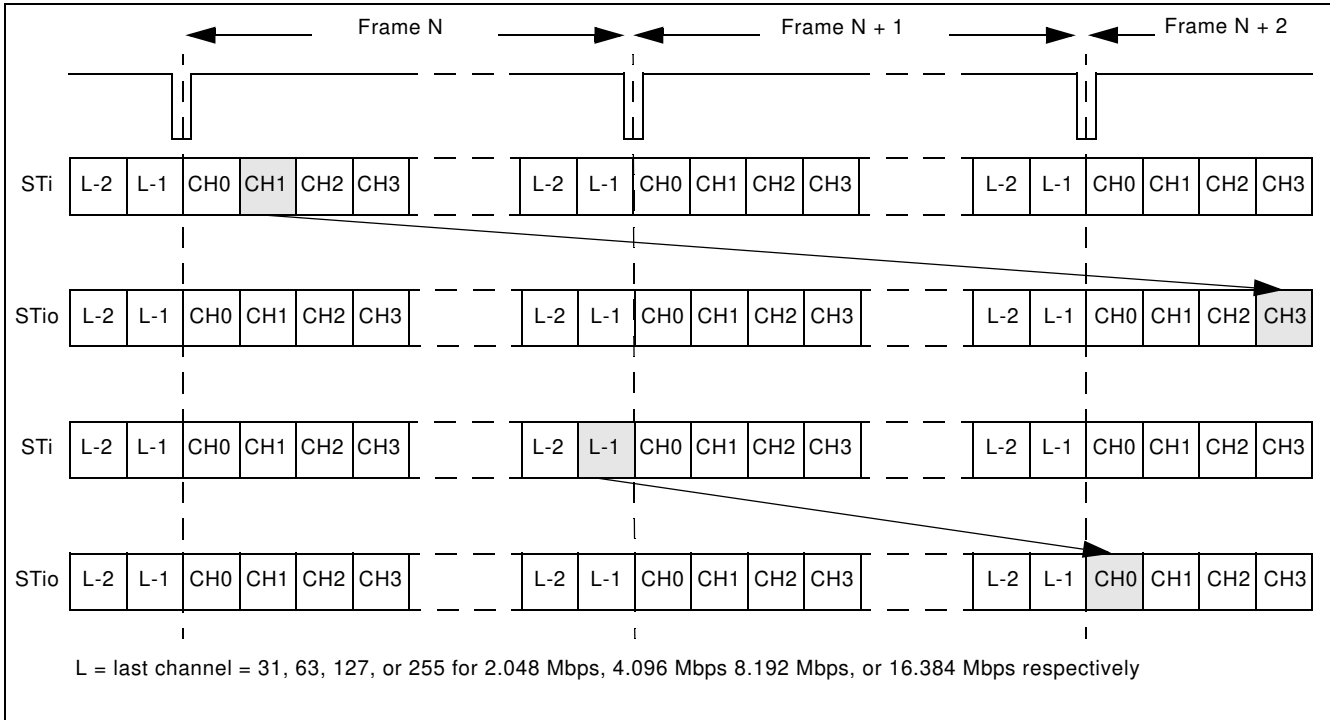 Frame N Frame N + 1 Frame N + 2
STi L-2 L-1 CH0 CH1 CH2 CH3 L-2 L-1 CH0 CH1 CH2 CH3 L-2 L-1 CH0 CH1 CH2 CH3
STio L-2 L-1 CH0 CH1 CH2 CH3 L-2 L-1 CH0 CH1 CH2 CH3 L-2 L-1 CH0 CH1 CH2 CH3
STi L-2 L-1 CH0 CH1 CH2 CH3 L-2 L-1 CH0 CH1 CH2 CH3 L-2 L-1 CH0 CH1 CH2 CH3
STio L-2 L-1 CH0 CH1 CH2 CH3 L-2 L-1 CH0 CH1 CH2 CH3 L-2 L-1 CH0 CH1 CH2 CH3
L = last channel = 31, 63, 127, or 255 for 2.048 Mbps, 4.096 Mbps 8.192 Mbps, or 16.384 Mbps respectively